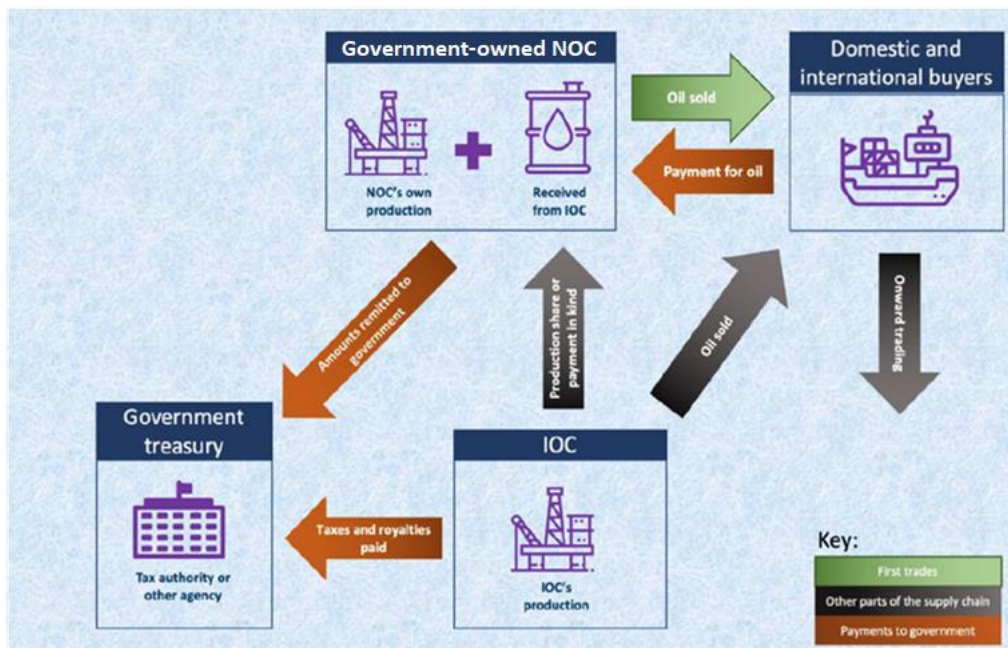 Government-owned NOC
NOC's own
production
Received
from IOC
Oil sold
Payment for oil
Domestic and
international buyers
Amounts remitted to
government
Production share or
payment in kind
Oil sold
Onward trading
Government
treasury
Tax authority or
other agency
Taxes and royalties
paid
IOC
IOC's
production
Key:
First trades
Other parts of the supply chain
Payments to government